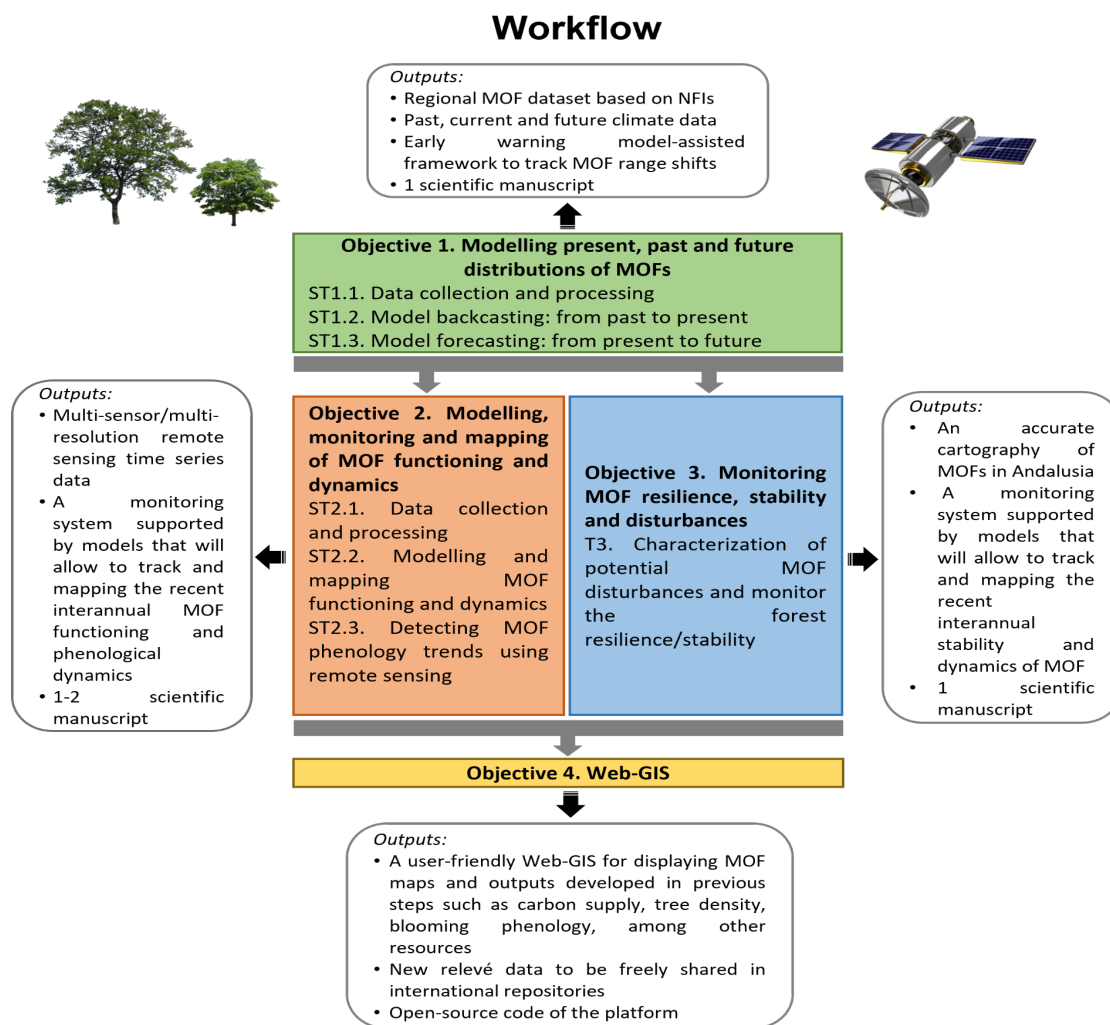 Workflow
Outputs:
• Regional MOF dataset based on NFIs
• Past, current and future climate data
• Early warning model-assisted
framework to track MOF range shifts
• 1 scientific manuscript
Objective 1. Modelling present, past and future
distributions of MOFs
ST1.1. Data collection and processing
ST1.2. Model backcasting: from past to present
ST1.3. Model forecasting: from present to future
Outputs:
• Multi-sensor/multi-
resolution remote
sensing time series
data
• A monitoring
system supported
by models that will
allow to track and
mapping the recent
interannual MOF
functioning and
phenological
dynamics
• 1-2 scientific
manuscript
Objective 2. Modelling,
monitoring and mapping
of MOF functioning and
dynamics
ST2.1. Data collection
and processing
ST2.2. Modelling and
mapping MOF
functioning and dynamics
ST2.3. Detecting MOF
phenology trends using
remote sensing
Objective 3. Monitoring
MOF resilience, stability
and disturbances
T3. Characterization of
potential MOF
disturbances and monitor
the forest
resilience/stability
Outputs:
• An accurate
cartography of
MOFs in Andalusia
• A monitoring
system supported
by models that
will allow to track
and mapping the
recent
interannual
stability and
dynamics of MOF
• 1 scientific
manuscript
Objective 4. Web-GIS
Outputs:
• A user-friendly Web-GIS for displaying MOF
maps and outputs developed in previous
steps such as carbon supply, tree density,
blooming phenology, among other
resources
• New relevé data to be freely shared in
international repositories
• Open-source code of the platform